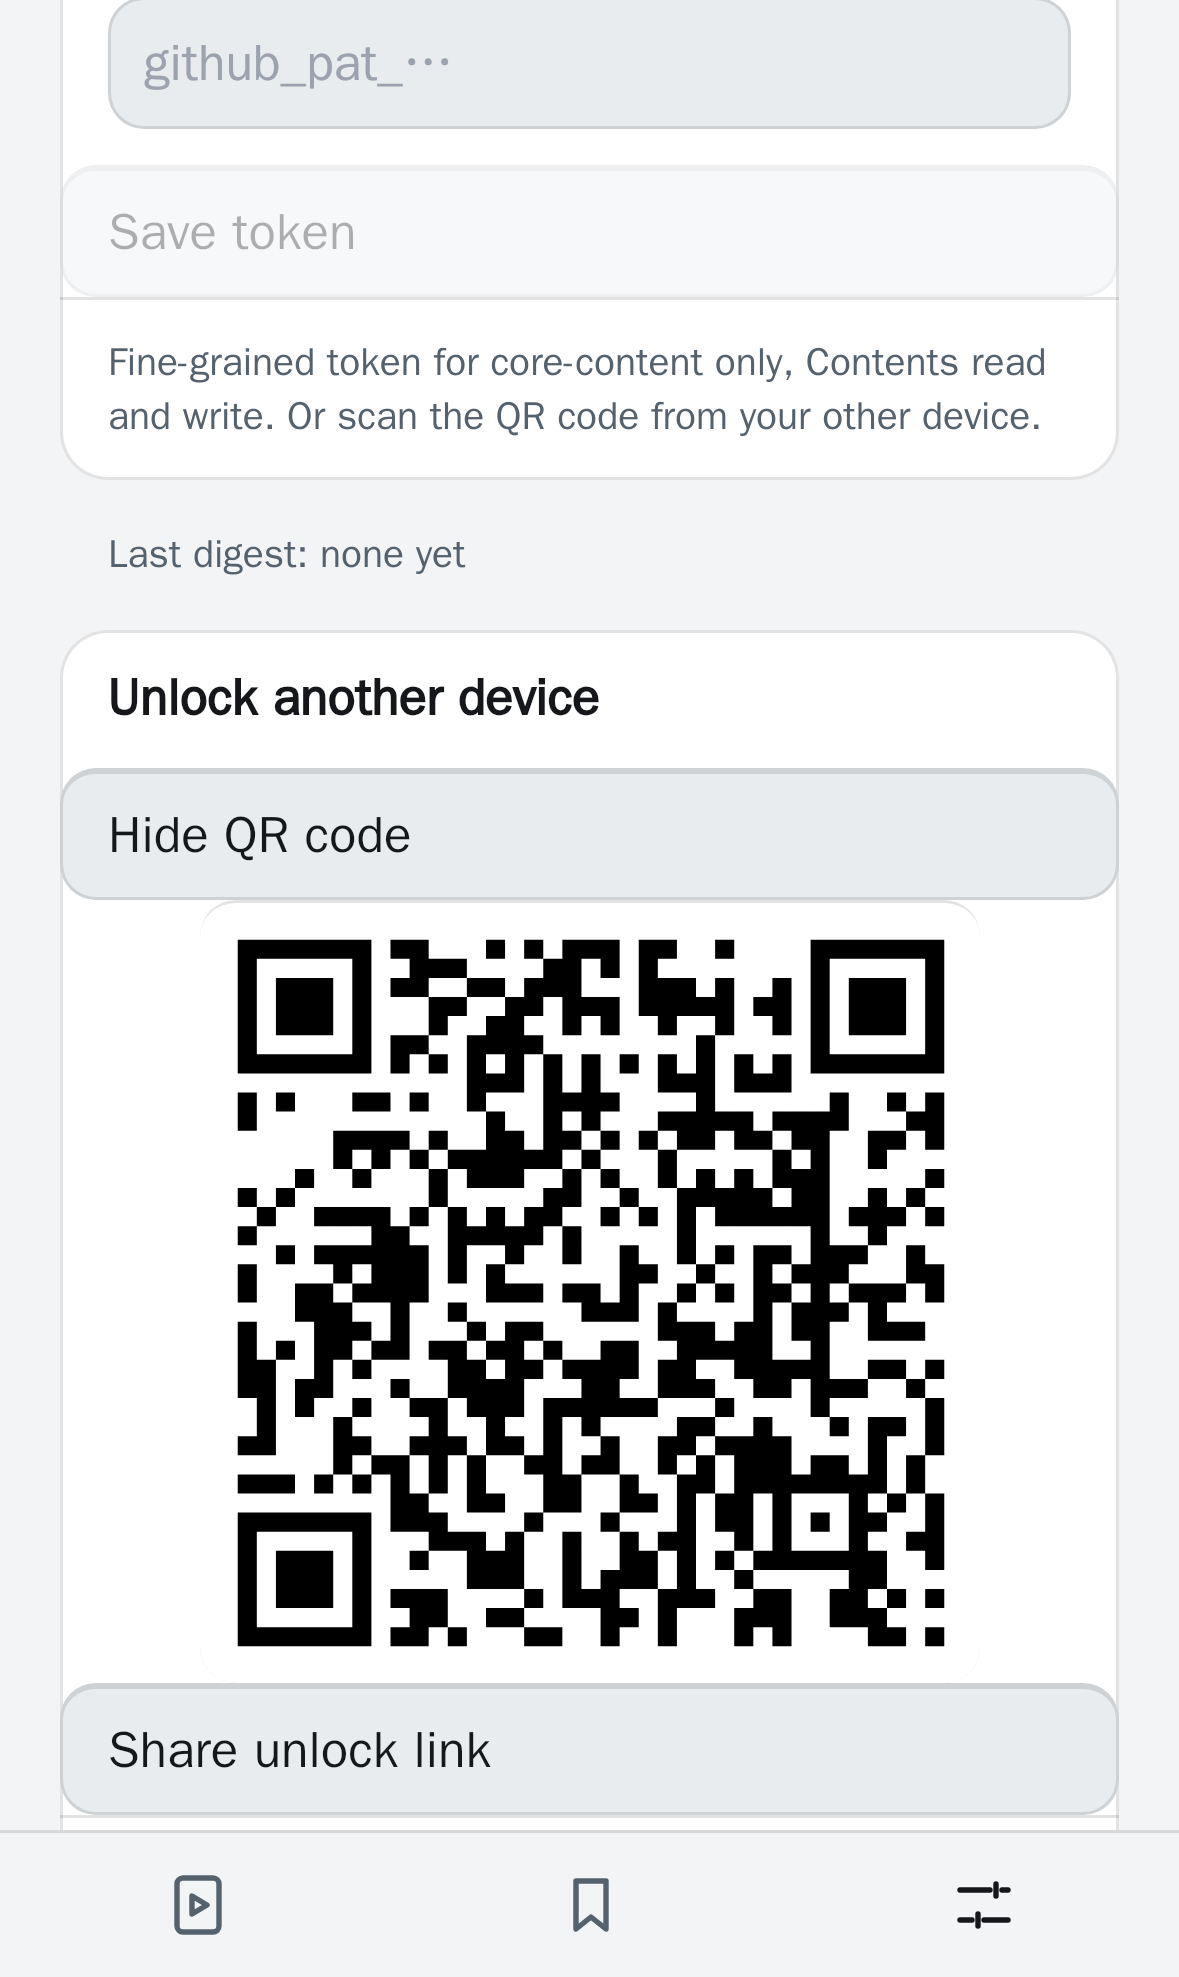 github_pat_···
Save token
Fine-grained token for core-content only, Contents read
and write. Or scan the QR code from your other device.
Last digest: none yet
Unlock another device
Hide QR code
Share unlock link